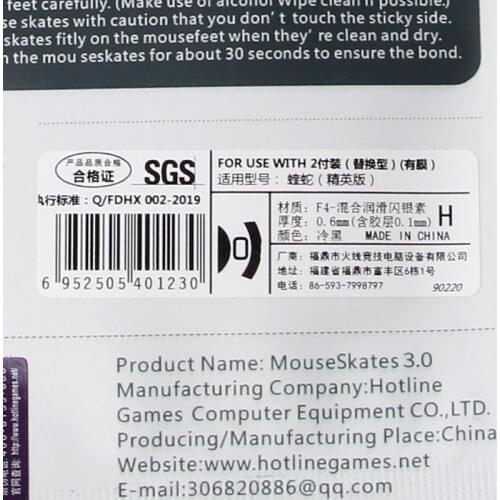 feet carefully. (Make use of alcohol wipe clean if possible.)
skates with caution that you don't touch the sticky side.
skates fitly on the mousefeet when they're clean and dry.
n the mou seskates for about 30 seconds to ensure the bond.
产品品质合格
合格证
SGS
执行标准: Q/FDHX 002-2019
6 952505 401230
FOR USE WITH 2付装 (替换型) (有膜)
适用型号: 蝰蛇 (精英版)
材质: F4-混合润滑闪银素
厚度: 0.6mm(含胶层0.1mm)
颜色: 冷黑 MADE IN CHINA
H
厂商: 福鼎市火线竞技电脑设备有限公司
地址: 福建省福鼎市富丰区6栋1号
电话: 86-593-7998797
90220
Product Name: MouseSkates 3.0
Manufacturing Company:Hotline
Games Computer Equipment CO.,LTD.
Producing/Manufacturing Place:China
Website:www.hotlinegames.net
E-mail:306820886@qq.com
hotlinegames.net/
官网查询: